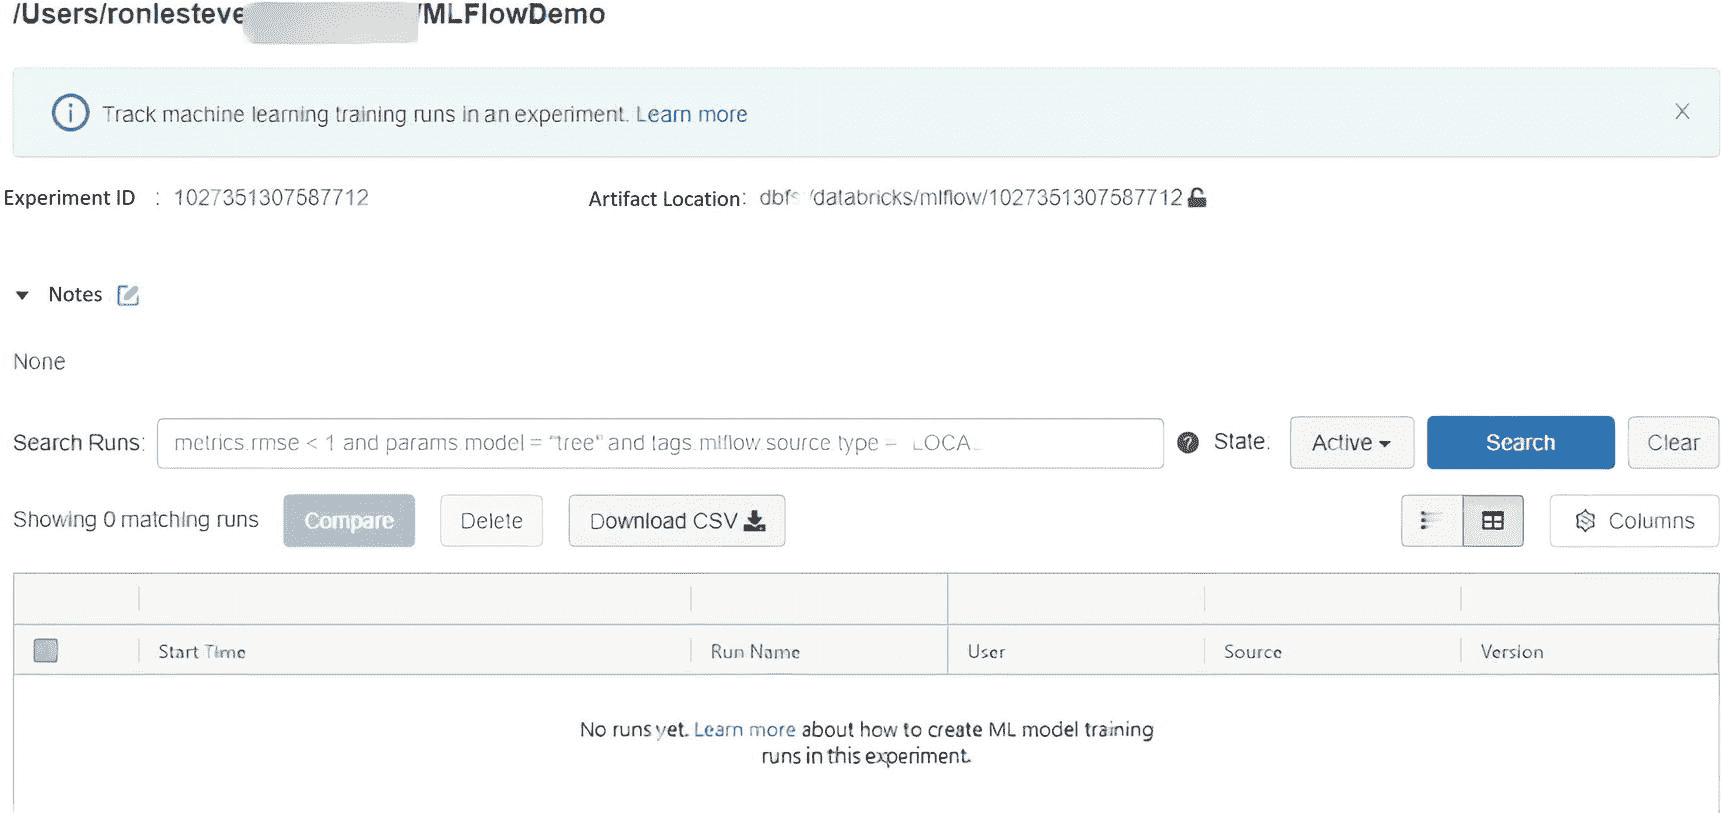 /Users/ronlesteve /MLFlowDemo
Track machine learning training runs in an experiment. Learn more
Experiment ID : 1027351307587712 Artifact Location: dbfs:/databricks/mlflow/1027351307587712
Notes
None
Search Runs: metrics.rmse < 1 and params.model = "tree" and tags.mlflow.source.type = LOCA State: Active Search Clear
Showing 0 matching runs Compare Delete Download CSV Columns
Start Time Run Name User Source Version
No runs yet. Learn more about how to create ML model training
runs in this experiment.